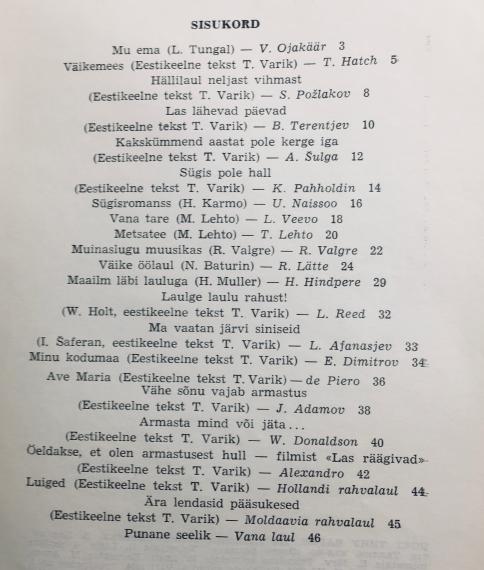 SISUKORD
Mu ema (L. Tungal) — V. Ojakäär 3
Väikemees (Eestikeelne tekst T. Varik) — T. Hatch 5
Hällilaul neljast vihmast
(Eestikeelne tekst T. Varik) — S. Požlakov 8
Las lähevad päevad
(Eestikeelne tekst T. Varik) — B. Terentjev 10
Kakskümmend aastat pole kerge iga
(Eestikeelne tekst T. Varik) — A. Šulga 12
Sügis pole hall
(Eestikeelne tekst T. Varik) — K. Pahholdin 14
Sügisromanss (H. Karmo) — U. Naissoo 16
Vana tare (M. Lehto) — L. Veevo 18
Metsatee (M. Lehto) — T. Lehto 20
Muinaslugu muusikas (R. Valgre) — R. Valgre 22
Väike öölaul (N. Baturin) — R. Lätte 24
Maailm läbi lauluga (H. Muller) — H. Hindpere 29
Laulge laulu rahust!
(W. Holt, eestikeelne tekst T. Varik) — L. Reed 32
Ma vaatan järvi siniseid
(I. Šaferan, eestikeelne tekst T. Varik) — L. Afanasjev 33
Minu kodumaa (Eestikeelne tekst T. Varik) — E. Dimitrov 34
Ave Maria (Eestikeelne tekst T. Varik) — de Piero 36
Vähe sõnu vajab armastus
(Eestikeelne tekst T. Varik) — J. Adamov 38
Armasta mind või jäta...
(Eestikeelne tekst T. Varik) — W. Donaldson 40
Öeldakse, et olen armastusest hull — filmist «Las räägivad»
(Eestikeelne tekst T. Varik) — Alexandro 42
Luiged (Eestikeelne tekst T. Varik) — Hollandi rahvalaul 44
Ära lendasid pääsukesed
(Eestikeelne tekst T. Varik) — Moldaavia rahvalaul 45
Punane seelik — Vana laul 46